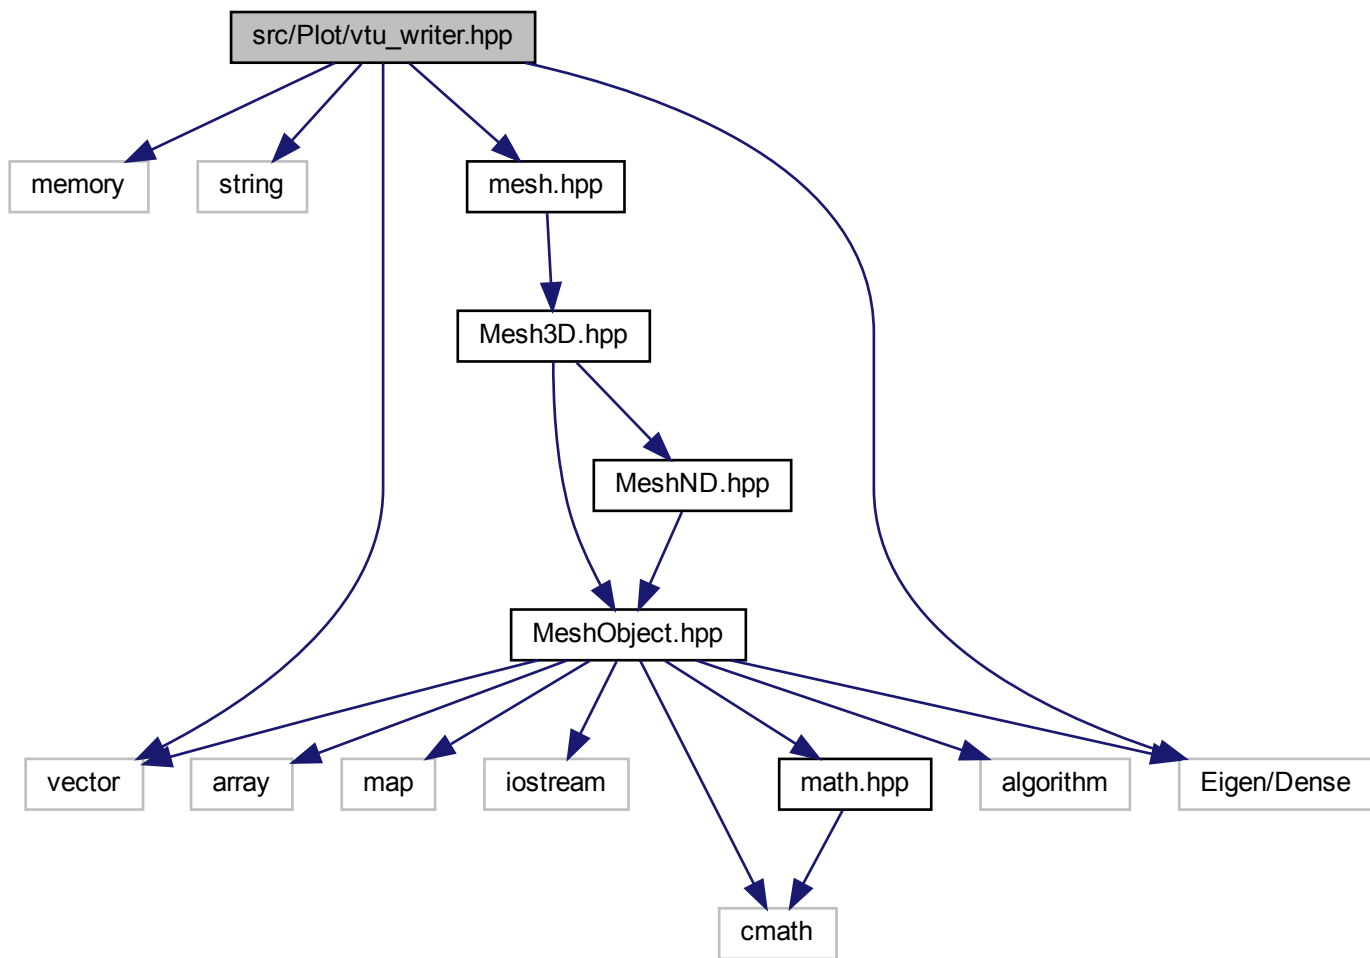 src/Plot/vtu_writer.hpp
memory
string
mesh.hpp
Mesh3D.hpp
MeshND.hpp
MeshObject.hpp
vector
array
map
iostream
math.hpp
algorithm
Eigen/Dense
cmath